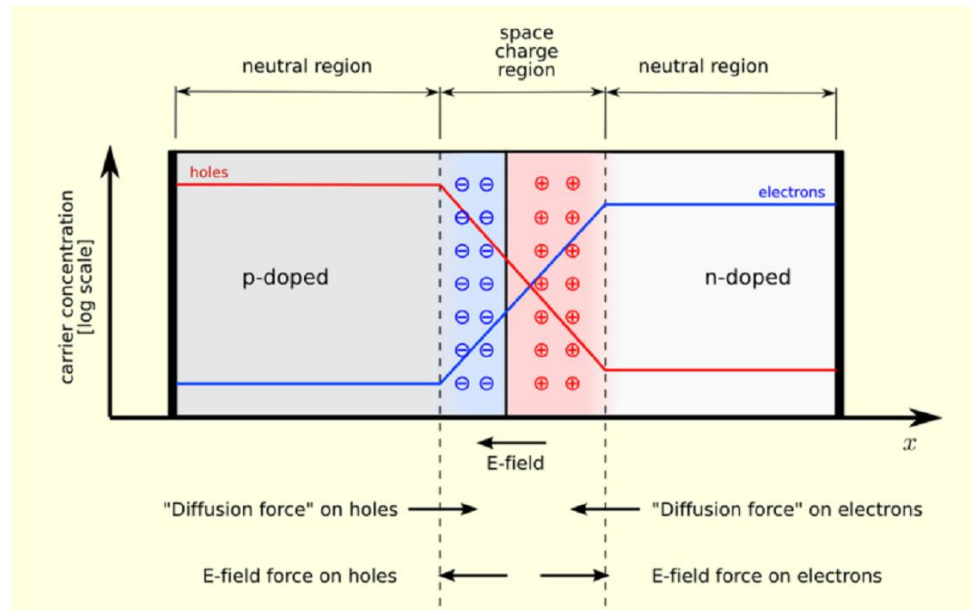 space
charge
region
neutral region
neutral region
holes
electrons
p-doped
n-doped
carrier concentration
[log scale]
x
E-field
"Diffusion force" on holes
"Diffusion force" on electrons
E-field force on holes
E-field force on electrons